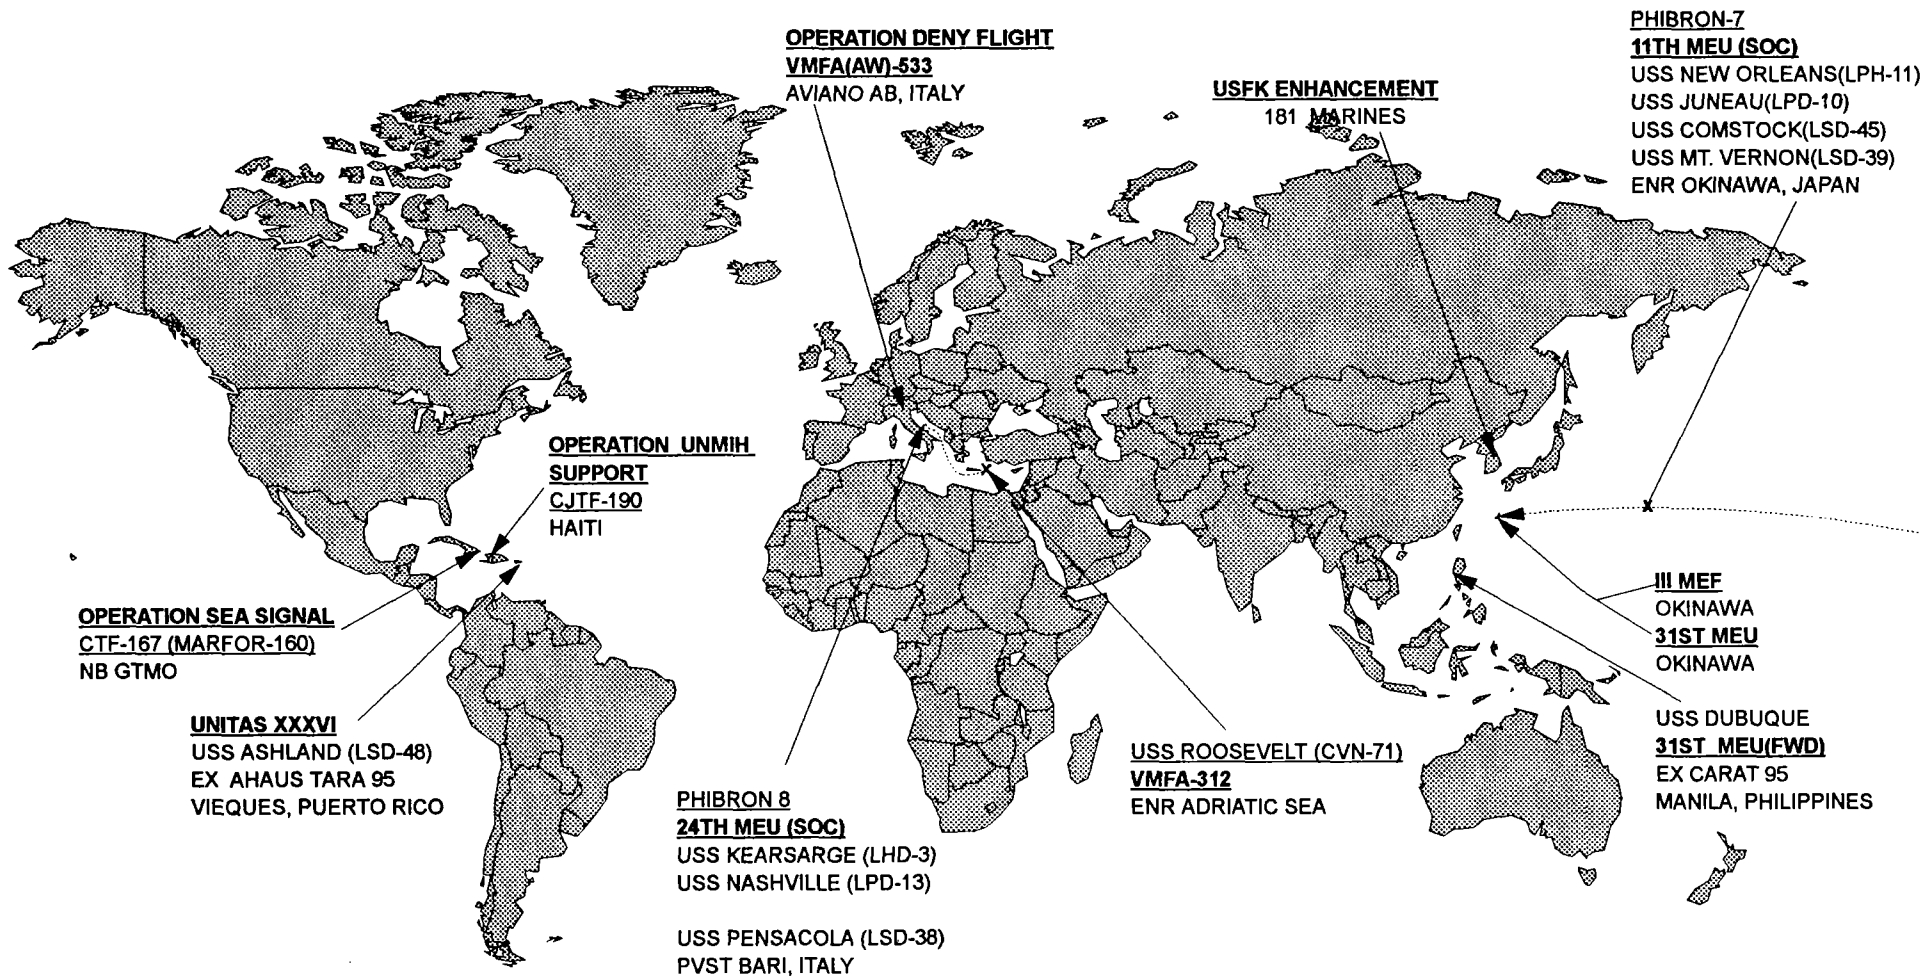 OPERATION DENY FLIGHT
VMFA(AW)-533
AVIANO AB, ITALY
USFK ENHANCEMENT
181 MARINES
PHIBRON-7
11TH MEU (SOC)
USS NEW ORLEANS(LPH-11)
USS JUNEAU(LPD-10)
USS COMSTOCK(LSD-45)
USS MT. VERNON(LSD-39)
ENR OKINAWA, JAPAN
OPERATION UNMIH
SUPPORT
CJTF-190
HAITI
OPERATION SEA SIGNAL
CTF-167 (MARFOR-160)
NB GTMO
UNITAS XXXVI
USS ASHLAND (LSD-48)
EX AHAUS TARA 95
VIEQUES, PUERTO RICO
PHIBRON 8
24TH MEU (SOC)
USS KEARSARGE (LHD-3)
USS NASHVILLE (LPD-13)
USS PENSACOLA (LSD-38)
PVST BARI, ITALY
USS ROOSEVELT (CVN-71)
VMFA-312
ENR ADRIATIC SEA
III MEF
OKINAWA
31ST MEU
OKINAWA
USS DUBUQUE
31ST MEU(FWD)
EX CARAT 95
MANILA, PHILIPPINES
X
X